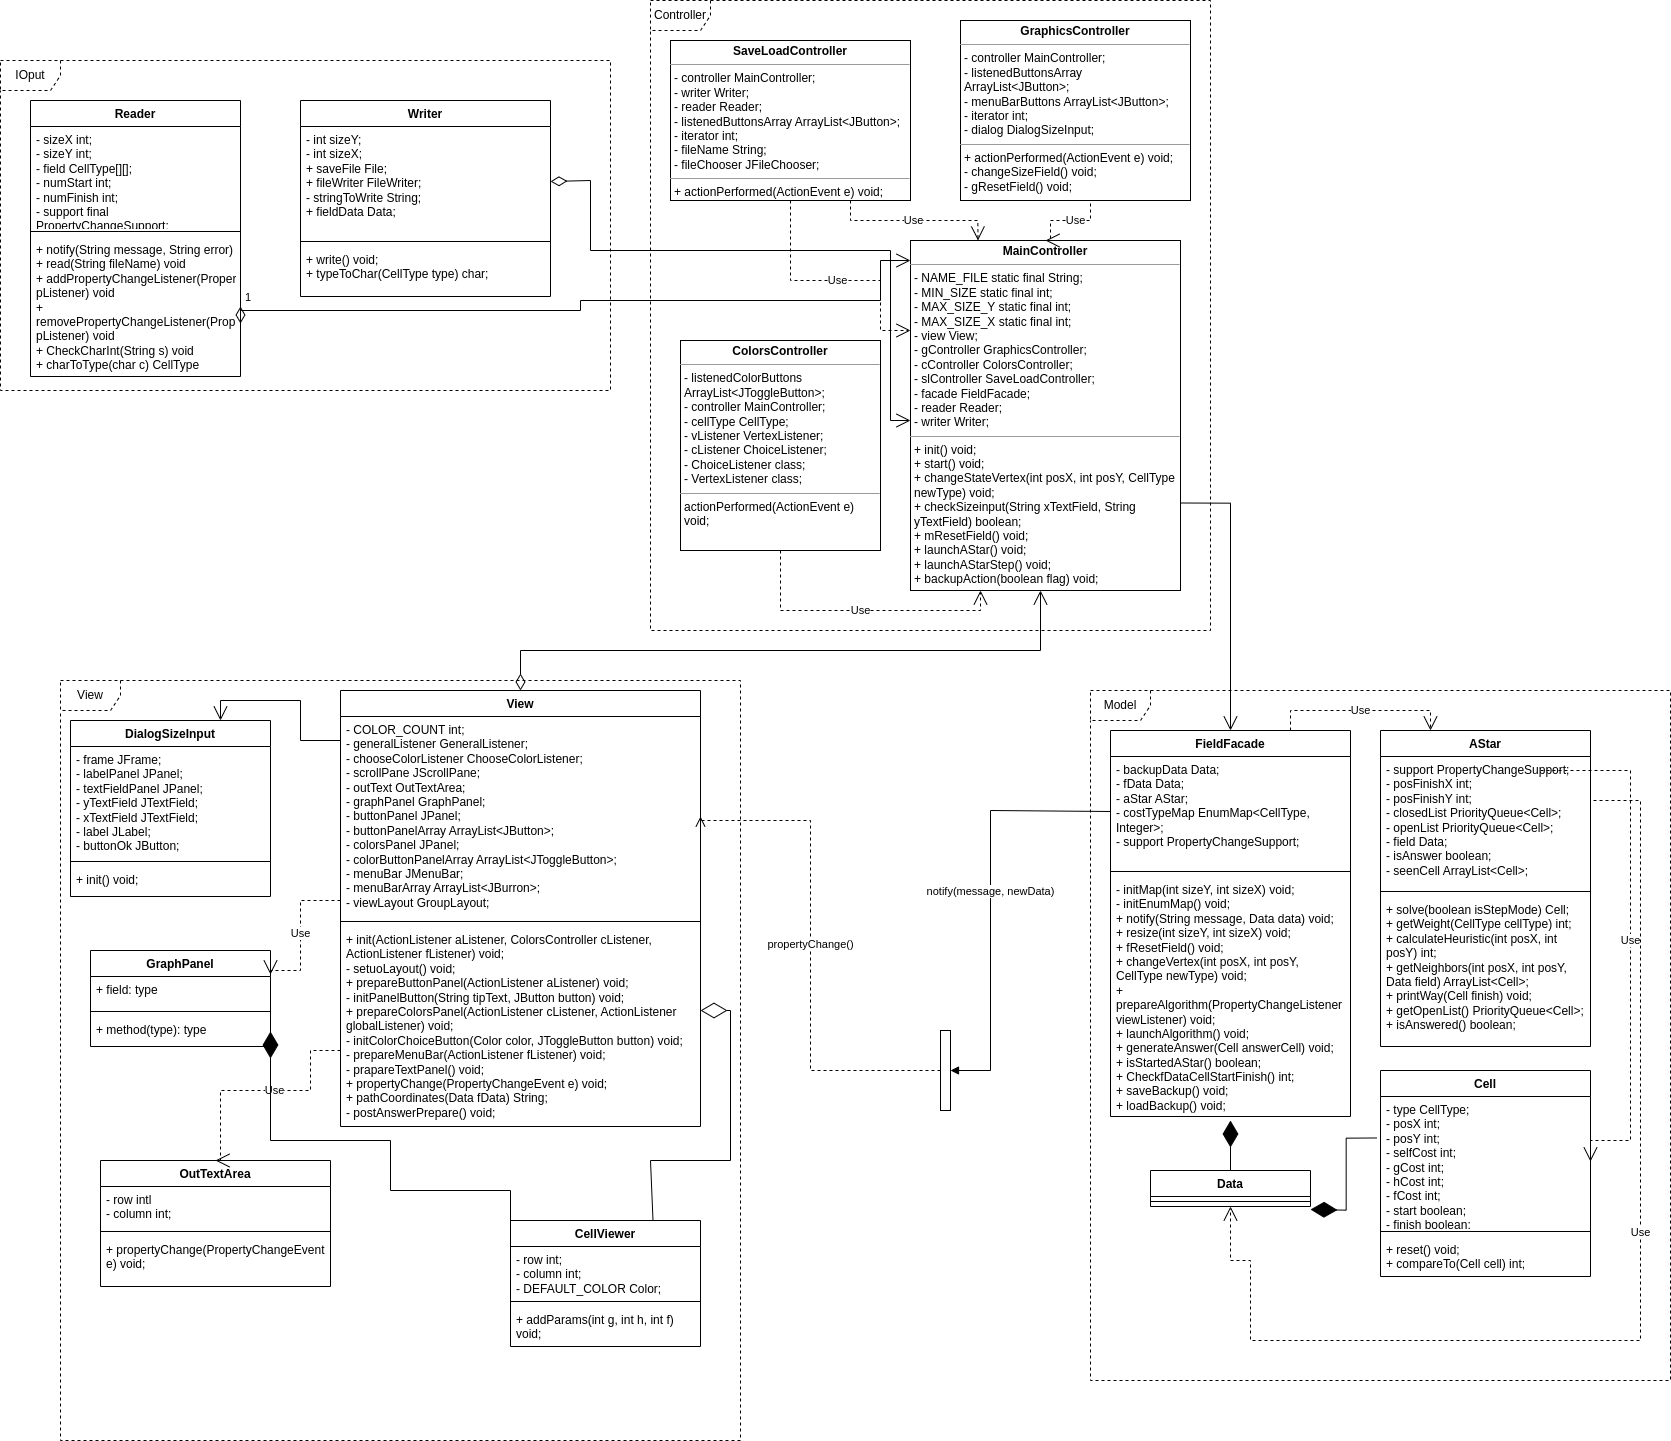 Controller
SaveLoadController
- controller MainController;
- writer Writer;
- reader Reader;
- listenedButtonsArray ArrayList<JButton>;
- iterator int;
- fileName String;
- fileChooser JFileChooser;
+ actionPerformed(ActionEvent e) void;
GraphicsController
- controller MainController;
- listenedButtonsArray
ArrayList<JButton>;
- menuBarButtons ArrayList<JButton>;
- iterator int;
- dialog DialogSizeInput;
+ actionPerformed(ActionEvent e) void;
- changeSizeField() void;
- gResetField() void;
IOput
Reader
- sizeX int;
- sizeY int;
- field CellType[][];
- numStart int;
- numFinish int;
- support final
PropertyChangeSupport;
+ notify(String message, String error)
+ read(String fileName) void
+ addPropertyChangeListener(Proper
pListener) void
+
removePropertyChangeListener(Prop
pListener) void
+ CheckCharInt(String s) void
+ charToType(char c) CellType
1
Writer
- int sizeY;
- int sizeX;
+ saveFile File;
+ fileWriter FileWriter;
- stringToWrite String;
+ fieldData Data;
+ write() void;
+ typeToChar(CellType type) char;
Use
Use
Use
MainController
- NAME_FILE static final String;
- MIN_SIZE static final int;
- MAX_SIZE_Y static final int;
- MAX_SIZE_X static final int;
- view View;
- gController GraphicsController;
- cController ColorsController;
- slController SaveLoadController;
- facade FieldFacade;
- reader Reader;
- writer Writer;
+ init() void;
+ start() void;
+ changeStateVertex(int posX, int posY, CellType
newType) void;
+ checkSizeinput(String xTextField, String
yTextField) boolean;
+ mResetField() void;
+ launchAStar() void;
+ launchAStarStep() void;
+ backupAction(boolean flag) void;
ColorsController
- listenedColorButtons
ArrayList<JToggleButton>;
- controller MainController;
- cellType CellType;
- vListener VertexListener;
- cListener ChoiceListener;
- ChoiceListener class;
- VertexListener class;
actionPerformed(ActionEvent e)
void;
Use
View
DialogSizeInput
- frame JFrame;
- labelPanel JPanel;
- textFieldPanel JPanel;
- yTextField JTextField;
- xTextField JTextField;
- label JLabel;
- buttonOk JButton;
+ init() void;
View
- COLOR_COUNT int;
- generalListener GeneralListener;
- chooseColorListener ChooseColorListener;
- scrollPane JScrollPane;
- outText OutTextArea;
- graphPanel GraphPanel;
- buttonPanel JPanel;
- buttonPanelArray ArrayList<JButton>;
- colorsPanel JPanel;
- colorButtonPanelArray ArrayList<JToggleButton>;
- menuBar JMenuBar;
- menuBarArray ArrayList<JBurron>;
- viewLayout GroupLayout;
+ init(ActionListener aListener, ColorsController cListener,
ActionListener fListener) void;
- setuoLayout() void;
+ prepareButtonPanel(ActionListener aListener) void;
- initPanelButton(String tipText, JButton button) void;
+ prepareColorsPanel(ActionListener cListener, ActionListener
globalListener) void;
- initColorChoiceButton(Color color, JToggleButton button) void;
- prepareMenuBar(ActionListener fListener) void;
- prapareTextPanel() void;
+ propertyChange(PropertyChangeEvent e) void;
+ pathCoordinates(Data fData) String;
- postAnswerPrepare() void;
Use
GraphPanel
+ field: type
+ method(type): type
Use
OutTextArea
- row intl
- column int;
+ propertyChange(PropertyChangeEvent
e) void;
CellViewer
- row int;
- column int;
- DEFAULT_COLOR Color;
+ addParams(int g, int h, int f)
void;
propertyChange()
notify(message, newData)
Model
Use
FieldFacade
- backupData Data;
- fData Data;
- aStar AStar;
- costTypeMap EnumMap<CellType,
Integer>;
- support PropertyChangeSupport;
- initMap(int sizeY, int sizeX) void;
- initEnumMap() void;
+ notify(String message, Data data) void;
+ resize(int sizeY, int sizeX) void;
- fResetField() void;
+ changeVertex(int posX, int posY,
CellType newType) void;
+
prepareAlgorithm(PropertyChangeListener
viewListener) void;
+ launchAlgorithm() void;
+ generateAnswer(Cell answerCell) void;
+ isStartedAStar() boolean;
+ CheckfDataCellStartFinish() int;
+ saveBackup() void;
+ loadBackup() void;
AStar
- support PropertyChangeSupport;
- posFinishX int;
- posFinishY int;
- closedList PriorityQueue<Cell>;
- openList PriorityQueue<Cell>;
- field Data;
- isAnswer boolean;
- seenCell ArrayList<Cell>;
+ solve(boolean isStepMode) Cell;
+ getWeight(CellType cellType) int;
+ calculateHeuristic(int posX, int
posY) int;
+ getNeighbors(int posX, int posY,
Data field) ArrayList<Cell>;
+ printWay(Cell finish) void;
+ getOpenList() PriorityQueue<Cell>;
+ isAnswered() boolean;
Use
Cell
- type CellType;
- posX int;
- posY int;
- selfCost int;
- gCost int;
- hCost int;
- fCost int;
- start boolean;
- finish boolean:
+ reset() void;
+ compareTo(Cell cell) int;
Data
Use